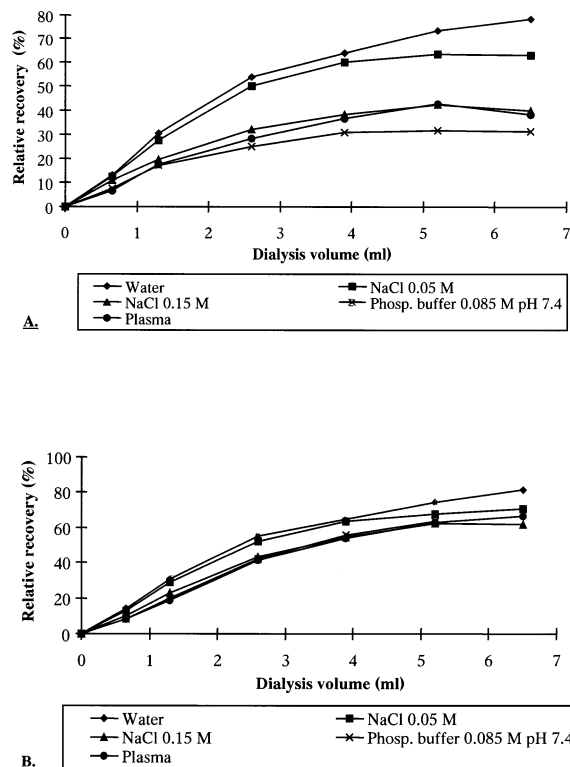 Relative recovery (%)
80
70
60
50
40
30
20
10
0
0 1 2 3 4 5 6 7
Dialysis volume (ml)
Water NaCl 0.05 M
NaCl 0.15 M Phosp. buffer 0.085 M pH 7.4
Plasma
A.
Relative recovery (%)
100
80
60
40
20
0
0 1 2 3 4 5 6 7
Dialysis volume (ml)
Water NaCl 0.05 M
NaCl 0.15 M Phosp. buffer 0.085 M pH 7.4
Plasma
B.